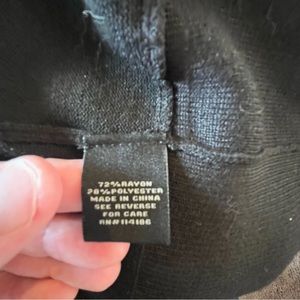 72%RAYON
28%POLYESTER
MADE IN CHINA
SEE REVERSE
FOR CARE
RN#114186